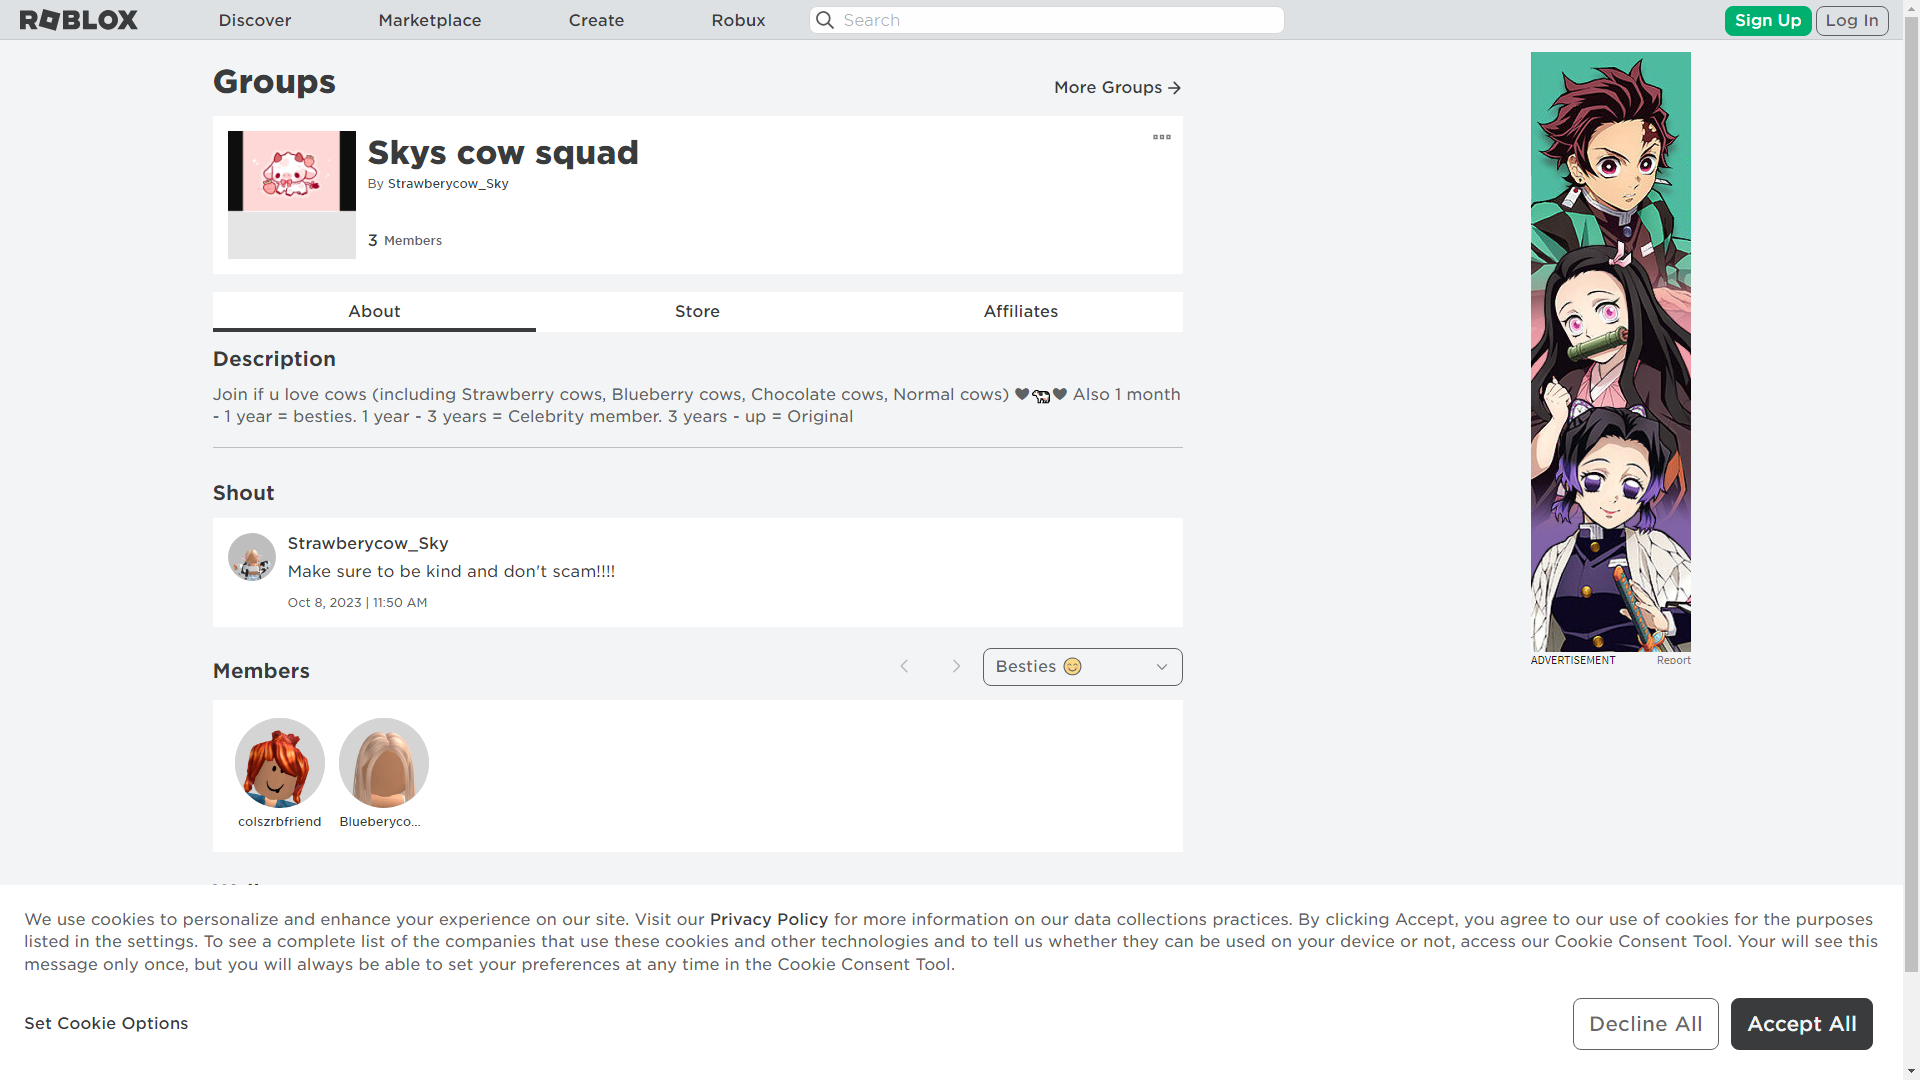 ROBLOX
Discover
Marketplace
Create
Robux
Search
Sign Up
Log In
Groups
More Groups →
Skys cow squad
By Strawberycow_Sky
3 Members
About
Store
Affiliates
Description
Join if u love cows (including Strawberry cows, Blueberry cows, Chocolate cows, Normal cows) ❤🐄❤ Also 1 month
- 1 year = besties. 1 year - 3 years = Celebrity member. 3 years - up = Original
Shout
Strawberycow_Sky
Make sure to be kind and don't scam!!!!
Oct 8, 2023 | 11:50 AM
ADVERTISEMENT
Report
Members
Besties 😊
colszrbfriend
Blueberyco...
We use cookies to personalize and enhance your experience on our site. Visit our Privacy Policy for more information on our data collections practices. By clicking Accept, you agree to our use of cookies for the purposes
listed in the settings. To see a complete list of the companies that use these cookies and other technologies and to tell us whether they can be used on your device or not, access our Cookie Consent Tool. Your will see this
message only once, but you will always be able to set your preferences at any time in the Cookie Consent Tool.
Set Cookie Options
Decline All
Accept All